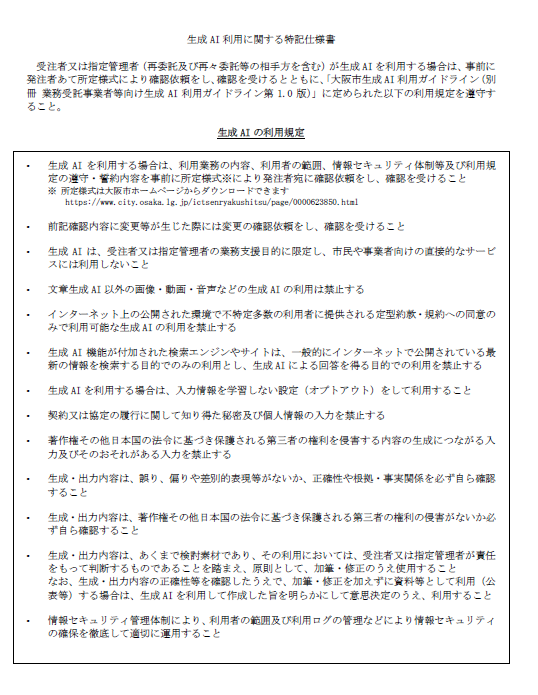 生成 AI 利用に関する特記仕様書
受注者又は指定管理者（再委託及び再々委託等の相手方を含む）が生成 AI を利用する場合は、事前に
発注者あて所定様式により確認依頼をし、確認を受けるとともに、「大阪市生成 AI 利用ガイドライン（別
冊 業務受託事業者等向け生成 AI 利用ガイドライン第 1.0 版）」に定められた以下の利用規定を遵守す
ること。
生成 AI の利用規定
・ 生成 AI を利用する場合は、利用業務の内容、利用者の範囲、情報セキュリティ体制等及び利用規
定の遵守・誓約内容を事前に所定様式※により発注者宛に確認依頼をし、確認を受けること
※ 所定様式は大阪市ホームページからダウンロードできます
https://www.city.osaka.lg.jp/ictsenryakushitsu/page/0000623850.html
・ 前記確認内容に変更等が生じた際には変更の確認依頼をし、確認を受けること
・ 生成 AI は、受注者又は指定管理者の業務支援目的に限定し、市民や事業者向けの直接的なサービ
スには利用しないこと
・ 文章生成 AI 以外の画像・動画・音声などの生成 AI の利用は禁止する
・ インターネット上の公開された環境で不特定多数の利用者に提供される定型約款・規約への同意の
みで利用可能な生成 AI の利用を禁止する
・ 生成 AI 機能が付加された検索エンジンやサイトは、一般的にインターネットで公開されている最
新の情報を検索する目的でのみの利用とし、生成 AI による回答を得る目的での利用を禁止する
・ 生成 AI を利用する場合は、入力情報を学習しない設定（オプトアウト）をして利用すること
・ 契約又は協定の履行に関して知り得た秘密及び個人情報の入力を禁止する
・ 著作権その他日本国の法令に基づき保護される第三者の権利を侵害する内容の生成につながる入
力及びそのおそれがある入力を禁止する
・ 生成・出力内容は、誤り、偏りや差別的表現等がないか、正確性や根拠・事実関係を必ず自ら確認
すること
・ 生成・出力内容は、著作権その他日本国の法令に基づき保護される第三者の権利の侵害がないか必
ず自ら確認すること
・ 生成・出力内容は、あくまで検討素材であり、その利用においては、受注者又は指定管理者が責任
をもって判断するものであることを踏まえ、原則として、加筆・修正のうえ使用すること
なお、生成・出力内容の正確性等を確認したうえで、加筆・修正を加えずに資料等として利用（公
表等）する場合は、生成 AI を利用して作成した旨を明らかにして意思決定のうえ、利用すること
・ 情報セキュリティ管理体制により、利用者の範囲及び利用ログの管理などにより情報セキュリティ
の確保を徹底して適切に運用すること